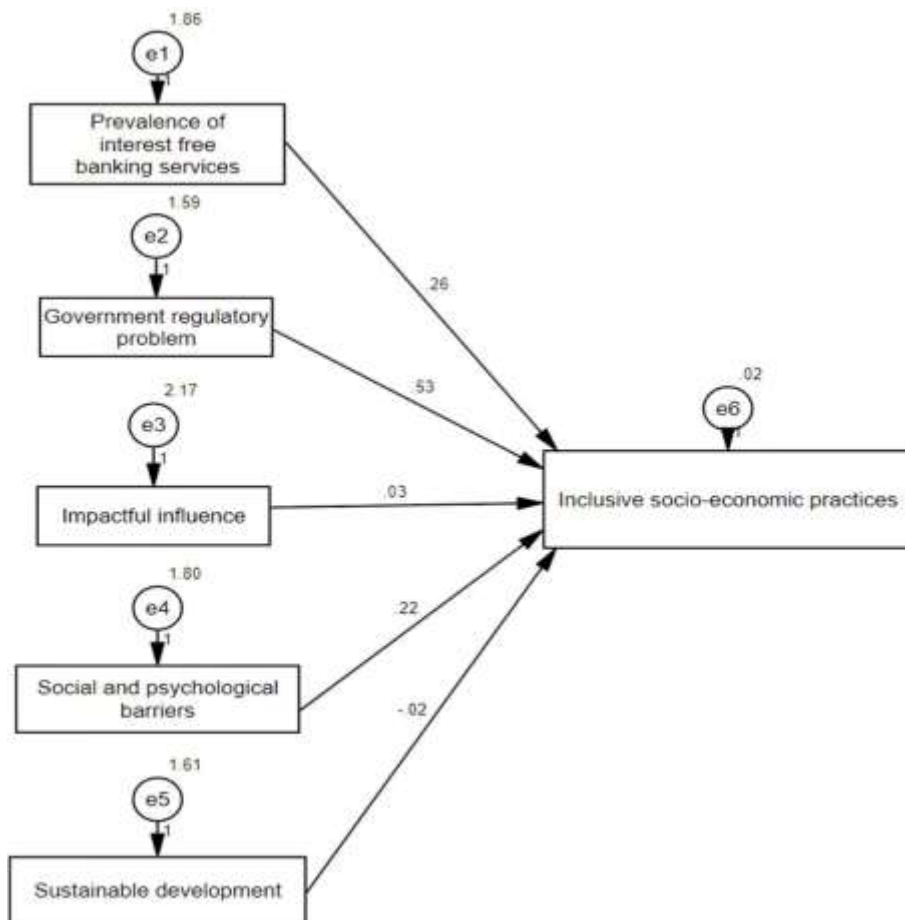 1.86
e1
1
Prevalence of
interest free
banking services
1.59
e2
1
Government regulatory
problem
.26
.53
2.17
e3
1
Impactful influence
.03
.02
e6
1
Inclusive socio-economic practices
1.80
e4
1
Social and psychological
barriers
.22
-.02
1.61
e5
1
Sustainable development